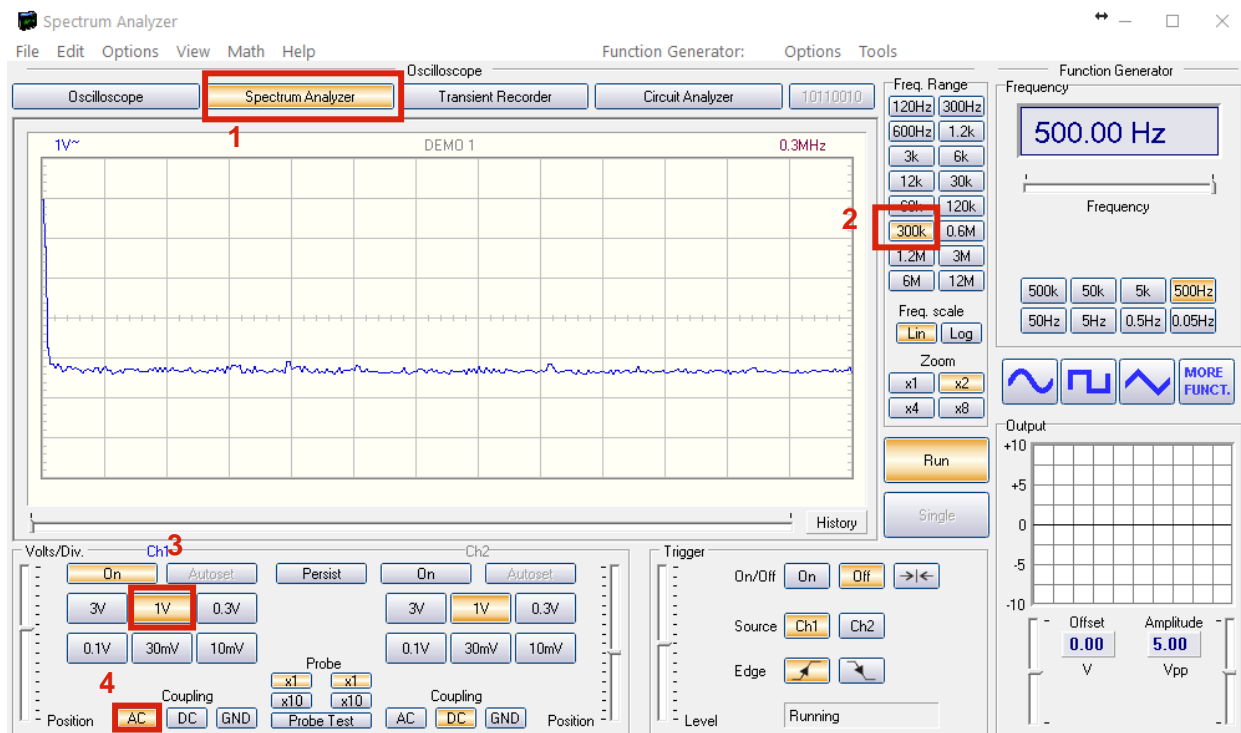 Spectrum Analyzer
File Edit Options View Math Help Function Generator: Options Tools
Oscilloscope
Oscilloscope Spectrum Analyzer Transient Recorder Circuit Analyzer 10110010
1
1V~ DEMO 1 0.3MHz
History
Freq. Range
120Hz 300Hz
600Hz 1.2k
3k 6k
12k 30k
60k 120k
2
300k 0.6M
1.2M 3M
6M 12M
Freq. scale
Lin Log
Zoom
x1 x2
x4 x8
Run
Single
Function Generator
Frequency
500.00 Hz
Frequency
500k 50k 5k 500Hz
50Hz 5Hz 0.5Hz 0.05Hz
MORE
FUNCT.
Output
+10
+5
0
-5
-10
Offset Amplitude
0.00 5.00
V Vpp
Volts/Div. Ch1 3 Ch2
On Autoset Persist On Autoset
3V 1V 0.3V 3V 1V 0.3V
0.1V 30mV 10mV 0.1V 30mV 10mV
4
Probe
x1 x1
x10 x10
Probe Test
Coupling Coupling
Position AC DC GND AC DC GND Position
Trigger
On/Off On Off
Source Ch1 Ch2
Edge
Level Running